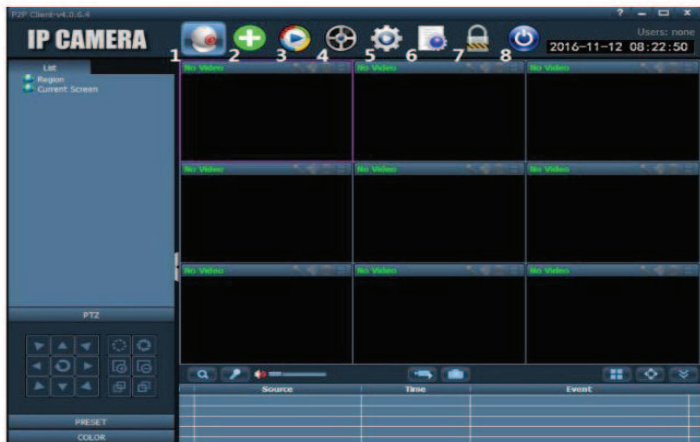 P2P Client-v4.0.6.4
IP CAMERA
1 2 3 4 5 6 7 8
Users: none
2016-11-12 08:22:50
List
Region
Current Screen
No Video No Video No Video
No Video No Video No Video
No Video No Video No Video
PTZ
Source Time Event
PRESET
COLOR